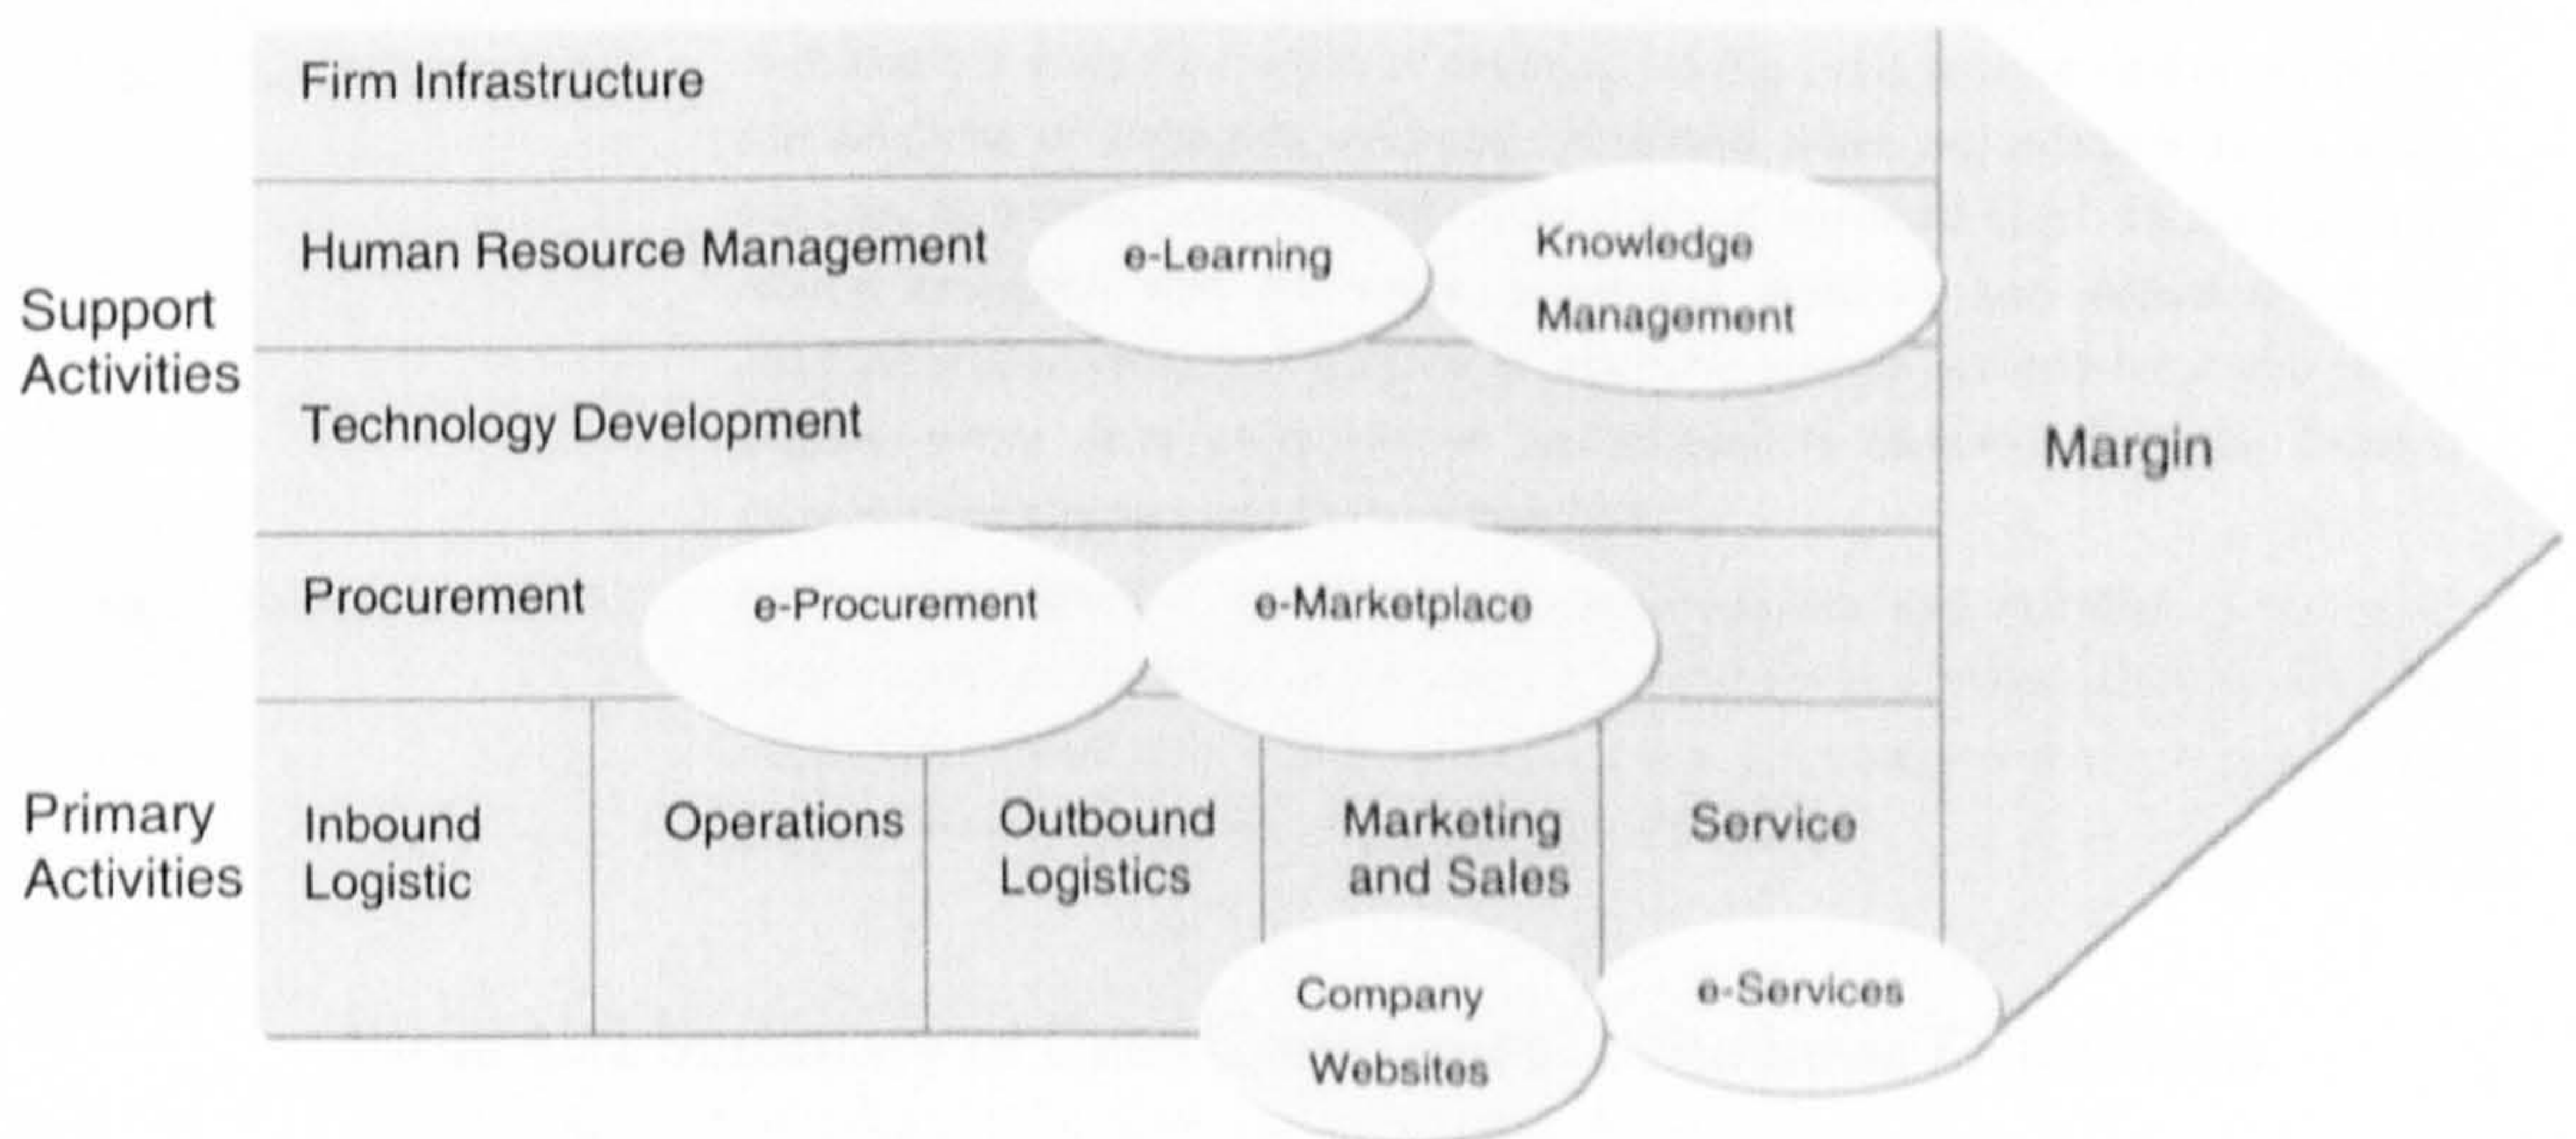 Firm Infrastructure
Human Resource Management
e-Learning
Knowledge
Management
Support
Activities
Technology Development
Margin
Procurement
e-Procurement
e-Marketplace
Primary
Activities
Inbound
Logistic
Operations
Outbound
Logistics
Marketing
and Sales
Service
Company
Websites
e-Services